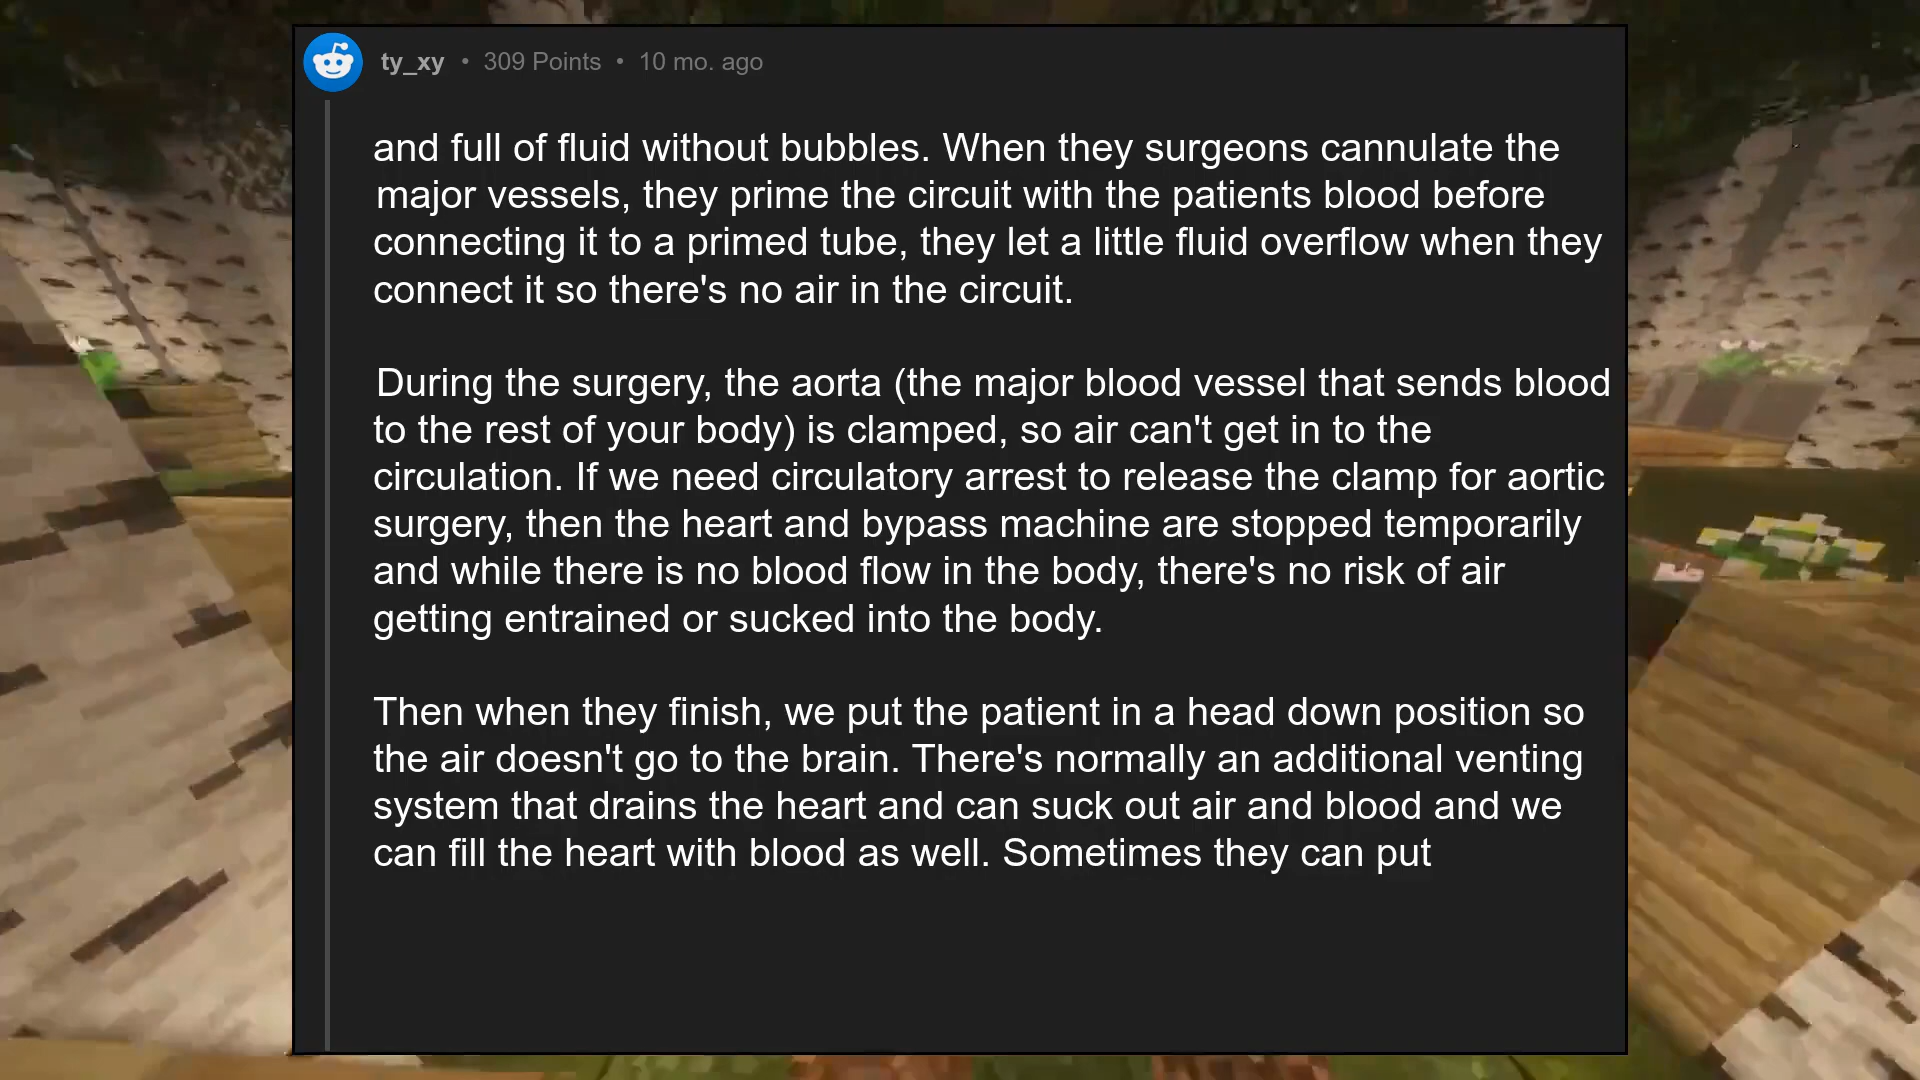 ty_xy • 309 Points • 10 mo. ago
and full of fluid without bubbles. When they surgeons cannulate the
major vessels, they prime the circuit with the patients blood before
connecting it to a primed tube, they let a little fluid overflow when they
connect it so there's no air in the circuit.
During the surgery, the aorta (the major blood vessel that sends blood
to the rest of your body) is clamped, so air can't get in to the
circulation. If we need circulatory arrest to release the clamp for aortic
surgery, then the heart and bypass machine are stopped temporarily
and while there is no blood flow in the body, there's no risk of air
getting entrained or sucked into the body.
Then when they finish, we put the patient in a head down position so
the air doesn't go to the brain. There's normally an additional venting
system that drains the heart and can suck out air and blood and we
can fill the heart with blood as well. Sometimes they can put